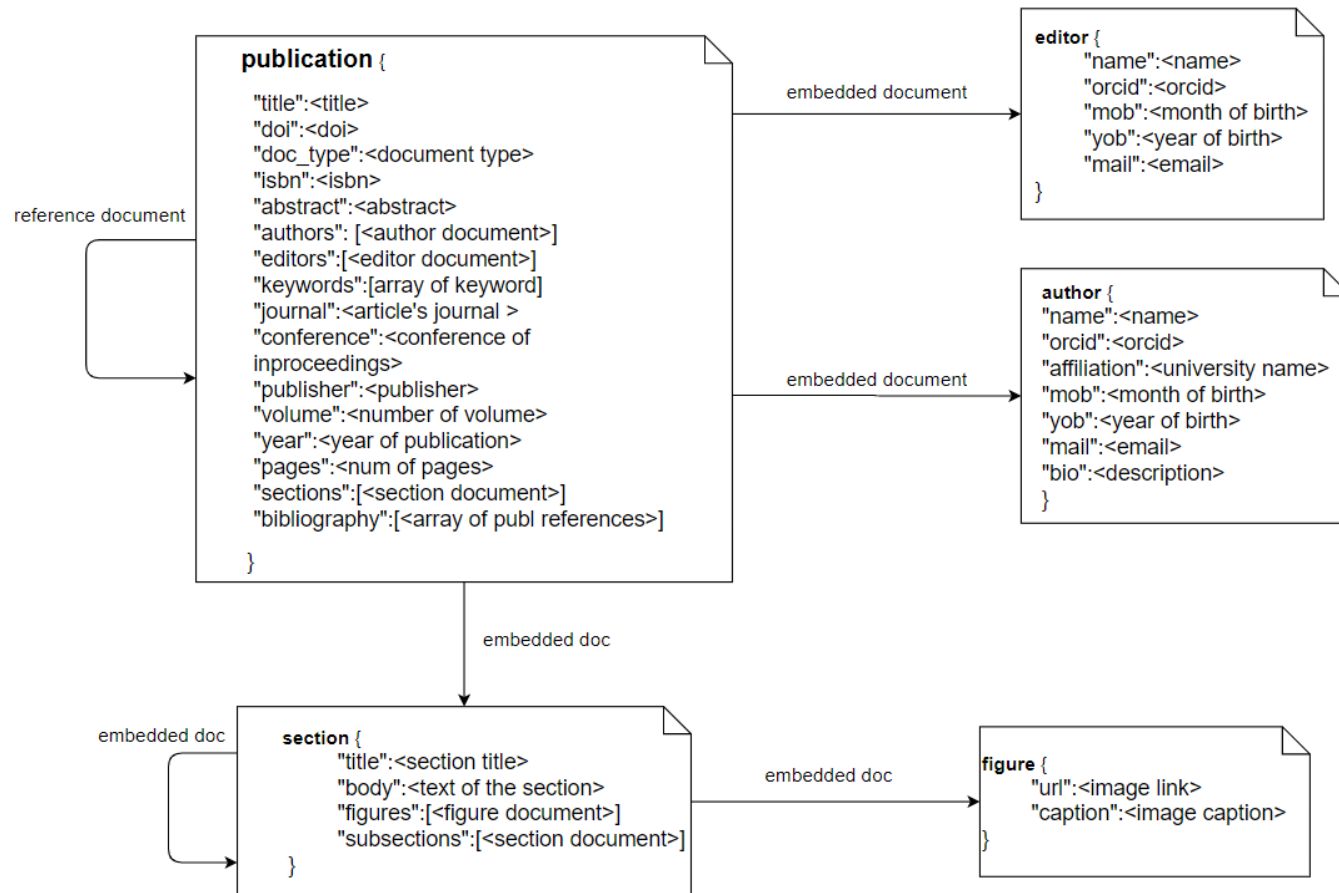 publication {
"title":<title>
"doi":<doi>
"doc_type":<document type>
"isbn":<isbn>
"abstract":<abstract>
"authors": [<author document>]
"editors":[<editor document>]
"keywords":[array of keyword]
"journal":<article's journal >
"conference":<conference of
inproceedings>
"publisher":<publisher>
"volume":<number of volume>
"year":<year of publication>
"pages":<num of pages>
"sections":[<section document>]
"bibliography":[<array of publ references>]
}
reference document
embedded document
editor {
"name":<name>
"orcid":<orcid>
"mob":<month of birth>
"yob":<year of birth>
"mail":<email>
}
embedded document
author {
"name":<name>
"orcid":<orcid>
"affiliation":<university name>
"mob":<month of birth>
"yob":<year of birth>
"mail":<email>
"bio":<description>
}
embedded doc
embedded doc
section {
"title":<section title>
"body":<text of the section>
"figures":[<figure document>]
"subsections":[<section document>]
}
embedded doc
figure {
"url":<image link>
"caption":<image caption>
}